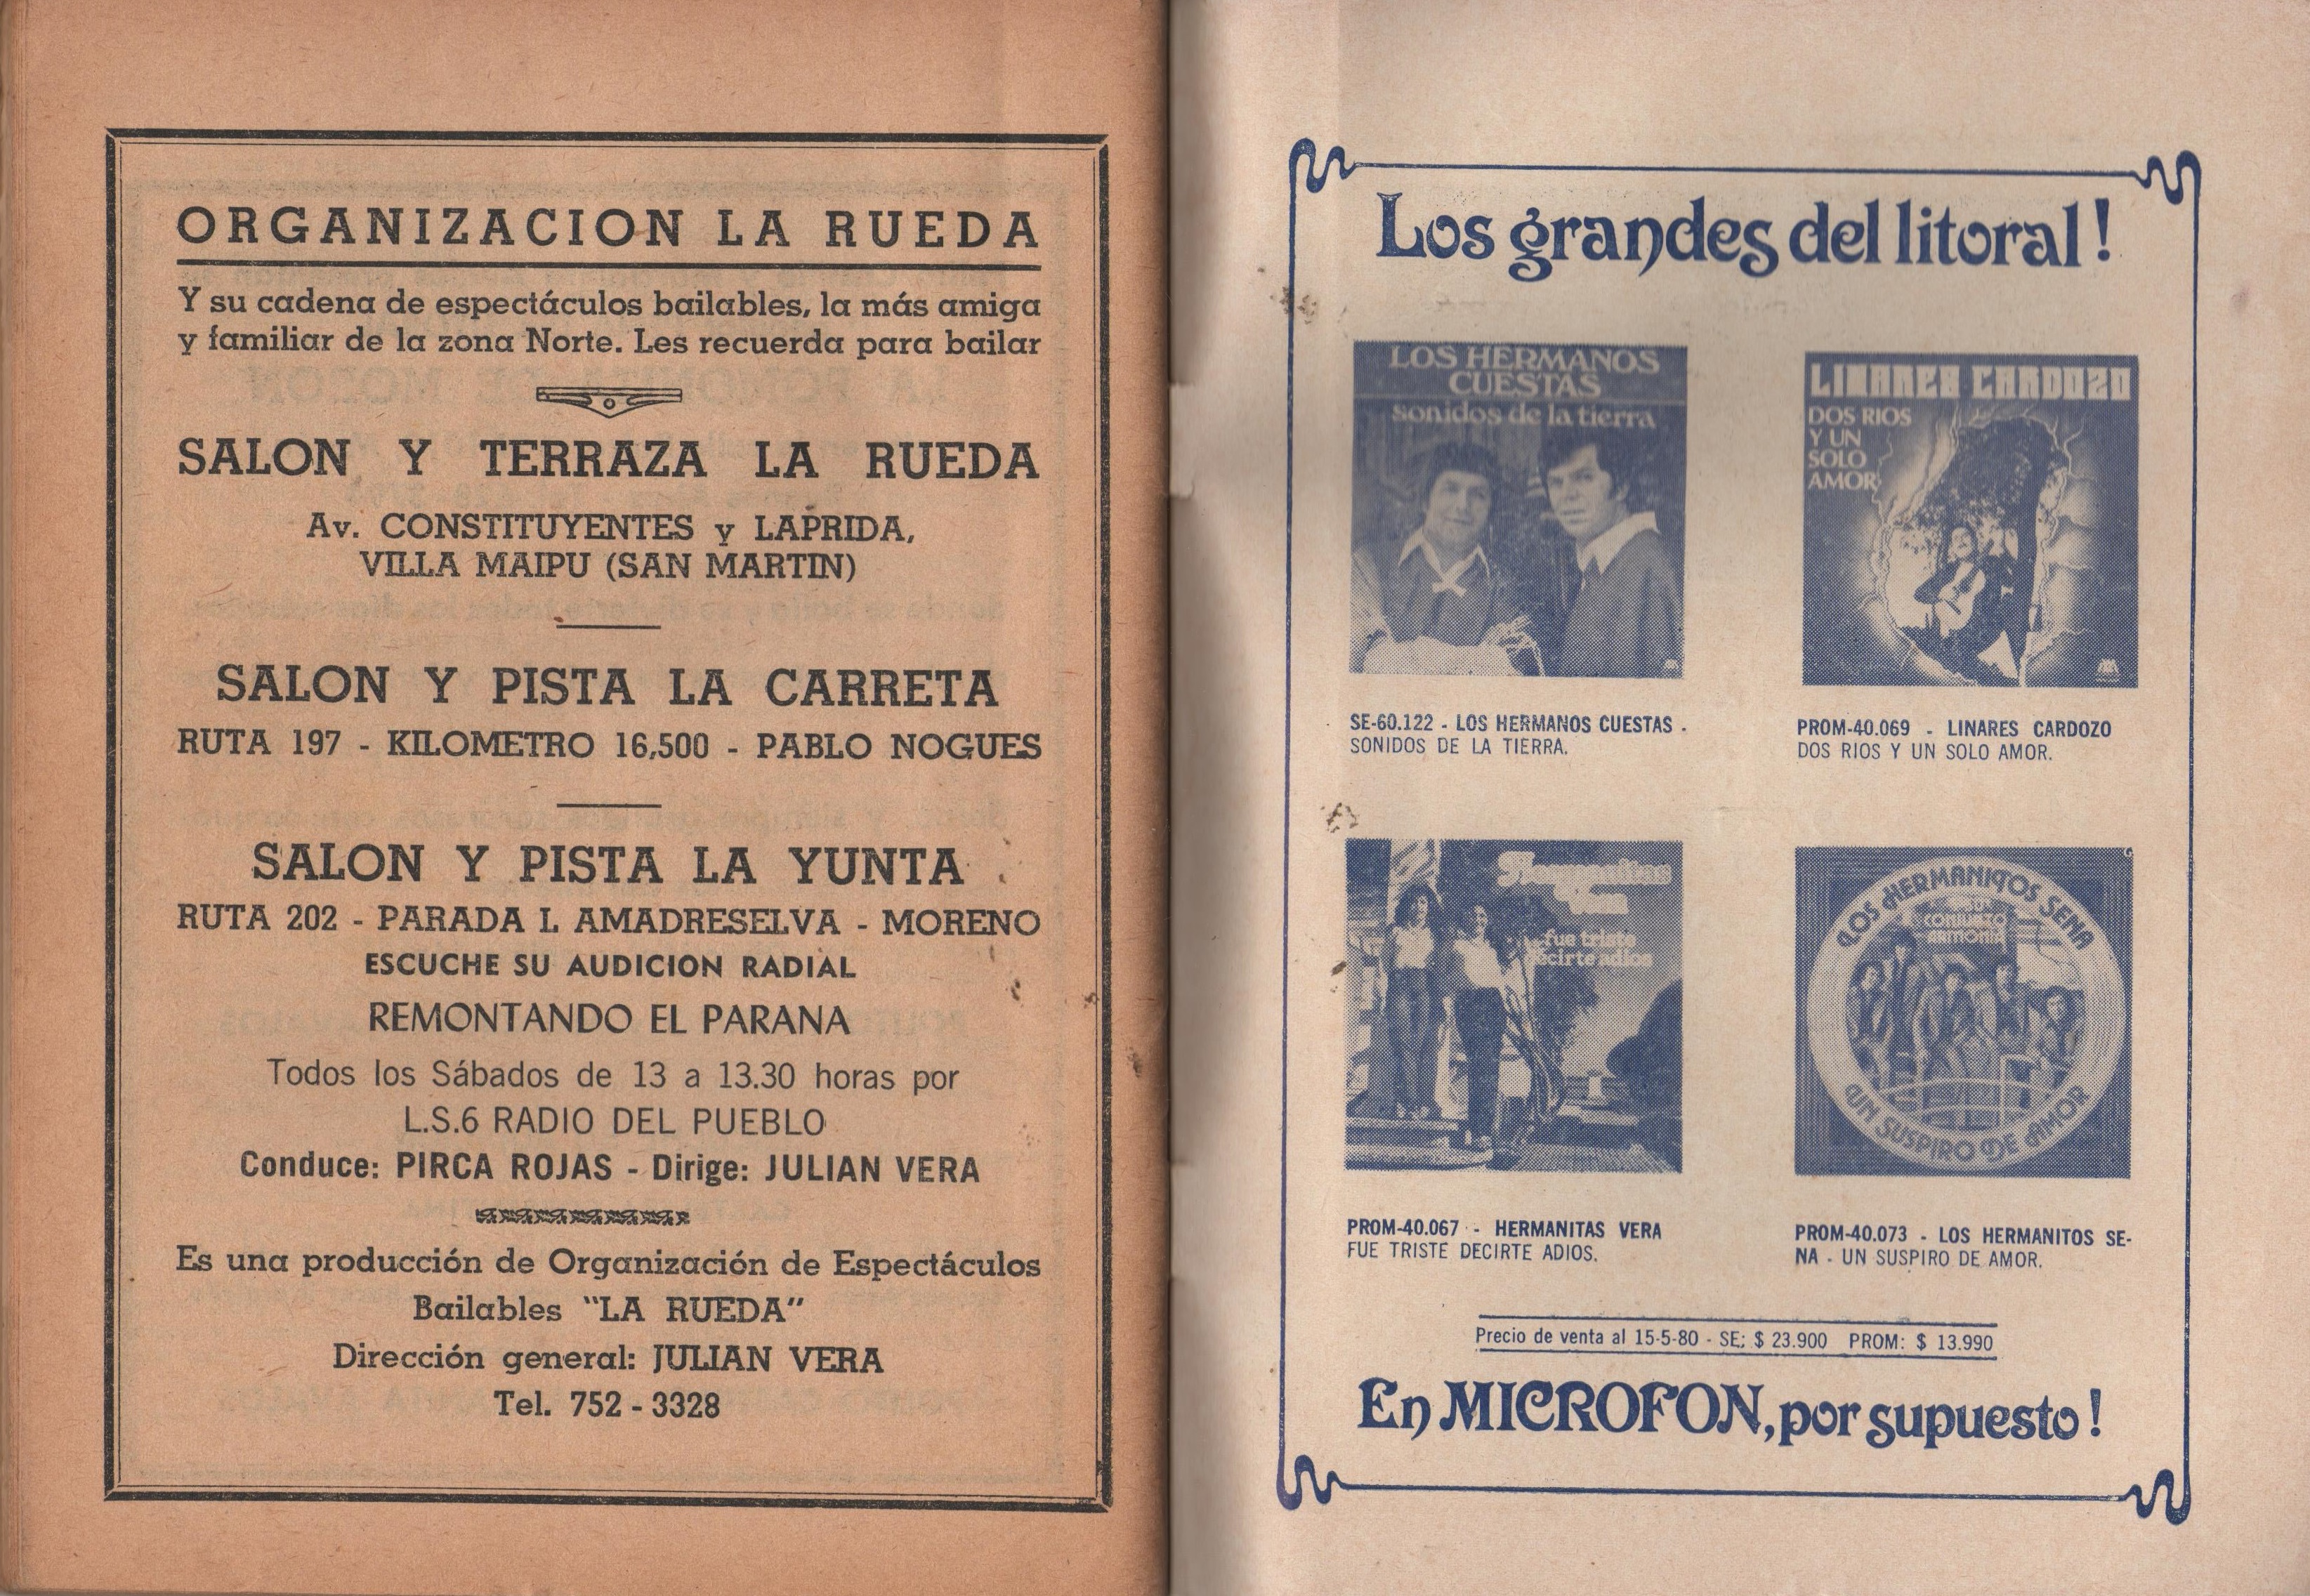 ORGANIZACION LA RUEDA
Y su cadena de espectáculos bailables, la más amiga
y familiar de la zona Norte. Les recuerda para bailar
SALON Y TERRAZA LA RUEDA
Av. CONSTITUYENTES y LAPRIDA,
VILLA MAIPU (SAN MARTIN)
SALON Y PISTA LA CARRETA
RUTA 197 - KILOMETRO 16,500 - PABLO NOGUES
SALON Y PISTA LA YUNTA
RUTA 202 - PARADA L AMADRESELVA - MORENO
ESCUCHE SU AUDICION RADIAL
REMONTANDO EL PARANA
Todos los Sábados de 13 a 13.30 horas por
L.S.6 RADIO DEL PUEBLO
Conduce: PIRCA ROJAS - Dirige: JULIAN VERA
Es una producción de Organización de Espectáculos
Bailables "LA RUEDA"
Dirección general: JULIAN VERA
Tel. 752 - 3328
Los grandes del litoral!
LOS HERMANOS
CUESTAS
sonidos de la tierra
LINARES CARDOZO
DOS RIOS
Y UN
SOLO
AMOR
SE-60.122 - LOS HERMANOS CUESTAS -
SONIDOS DE LA TIERRA.
PROM-40.069 - LINARES CARDOZO
DOS RIOS Y UN SOLO AMOR.
Hermanitas
Vera
fue triste
decirte adios
LOS HERMANITOS SENA
Y SU
CONJUNTO
ARMONIA
UN SUSPIRO DE AMOR
PROM-40.067 - HERMANITAS VERA
FUE TRISTE DECIRTE ADIOS.
PROM-40.073 - LOS HERMANITOS SE-
NA - UN SUSPIRO DE AMOR.
Precio de venta al 15-5-80 - SE: $ 23.900 PROM: $ 13.990
En MICROFON, por supuesto!